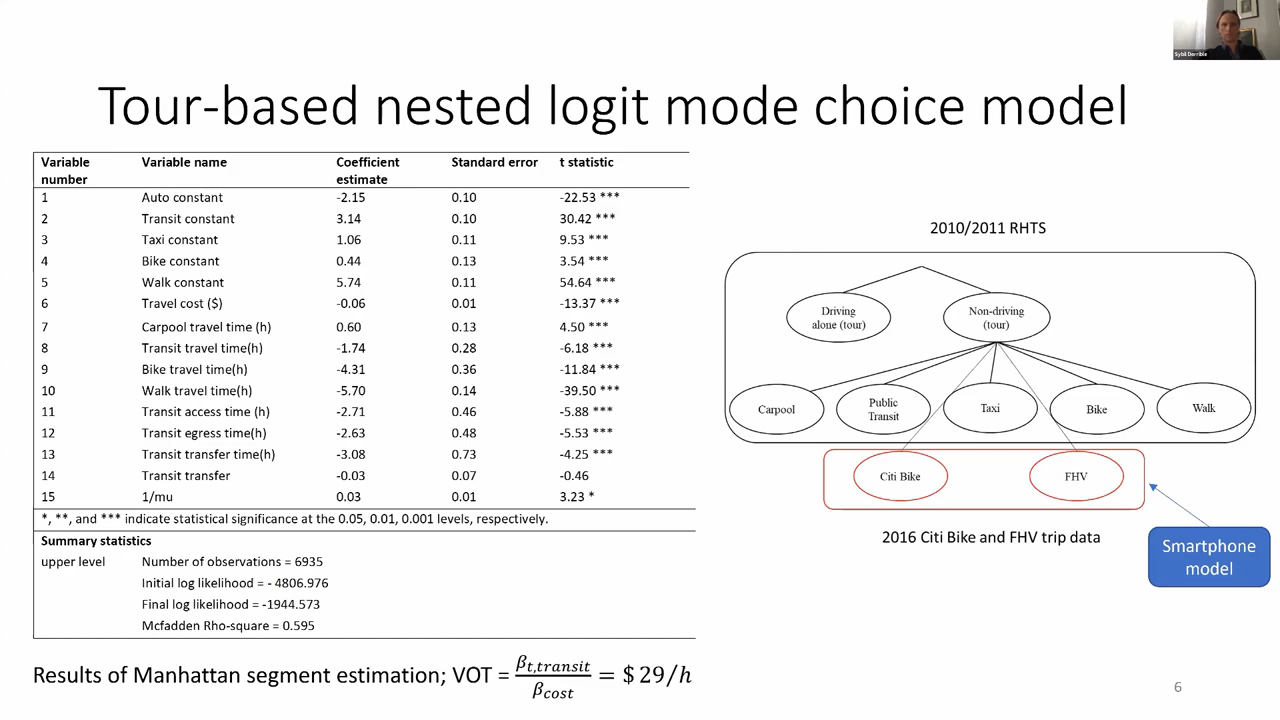 Sybil Derrible
Tour-based nested logit mode choice model
Variable number Variable name Coefficient estimate Standard error t statistic
1 Auto constant -2.15 0.10 -22.53 ***
2 Transit constant 3.14 0.10 30.42 ***
3 Taxi constant 1.06 0.11 9.53 ***
4 Bike constant 0.44 0.13 3.54 ***
5 Walk constant 5.74 0.11 54.64 ***
6 Travel cost ($) -0.06 0.01 -13.37 ***
7 Carpool travel time (h) 0.60 0.13 4.50 ***
8 Transit travel time(h) -1.74 0.28 -6.18 ***
9 Bike travel time(h) -4.31 0.36 -11.84 ***
10 Walk travel time(h) -5.70 0.14 -39.50 ***
11 Transit access time (h) -2.71 0.46 -5.88 ***
12 Transit egress time(h) -2.63 0.48 -5.53 ***
13 Transit transfer time(h) -3.08 0.73 -4.25 ***
14 Transit transfer -0.03 0.07 -0.46
15 1/mu 0.03 0.01 3.23 *
*, **, and *** indicate statistical significance at the 0.05, 0.01, 0.001 levels, respectively.
Summary statistics
upper level Number of observations = 6935
Initial log likelihood = - 4806.976
Final log likelihood = -1944.573
Mcfadden Rho-square = 0.595
Results of Manhattan segment estimation; VOT = β_{t,transit}/β_{cost} = $ 29/h
2010/2011 RHTS
Driving alone (tour)
Non-driving (tour)
Carpool
Public Transit
Taxi
Bike
Walk
Citi Bike
FHV
2016 Citi Bike and FHV trip data
Smartphone model
6